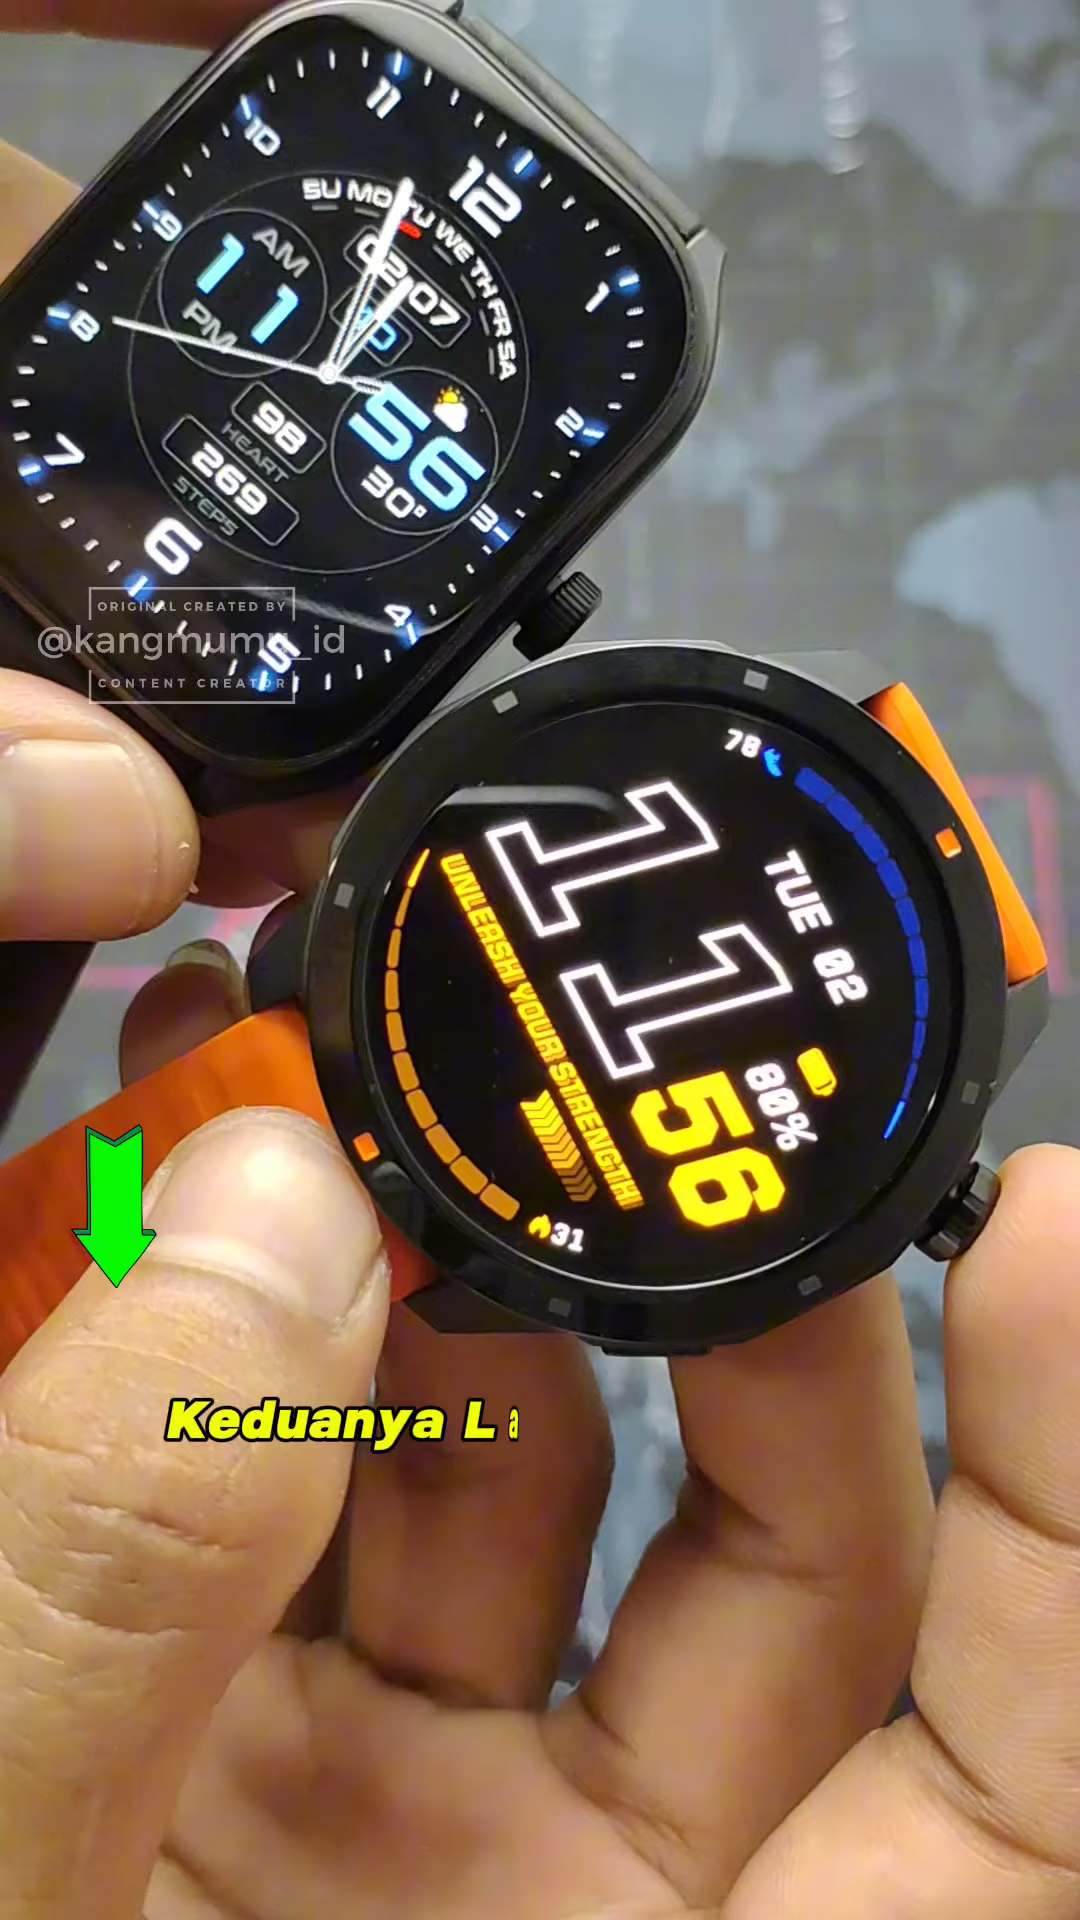 11
10
12
SU MO TU WE TH FR SA
9
AM
11
PM
02.07
1
8
56
30°
98
HEART
269
STEPS
2
7
3
6
4
5
ORIGINAL CREATED BY
@kangmumu_id
CONTENT CREATOR
78
TUE 02
11
UNLEASH YOUR STRENGTH!
80%
56
31
Keduanya La